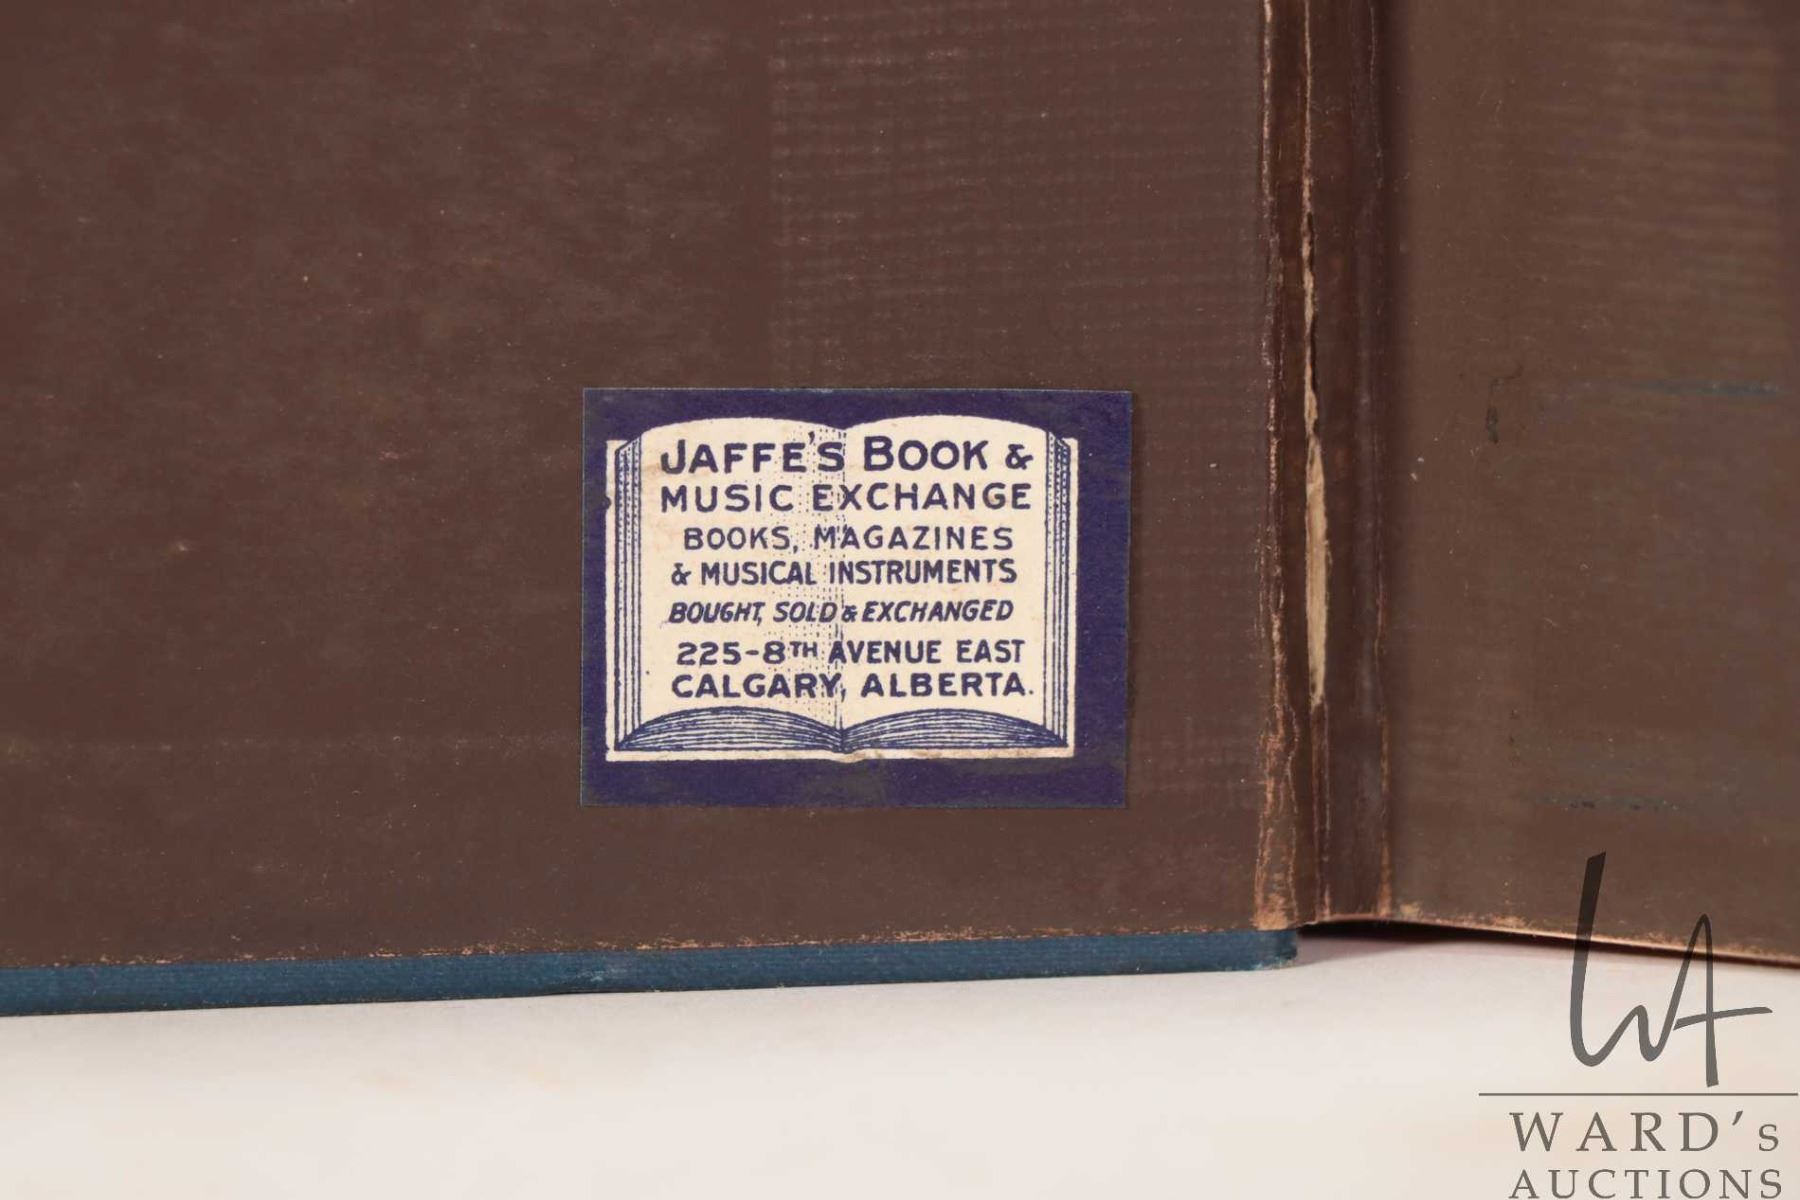 JAFFE'S BOOK &
MUSIC EXCHANGE
BOOKS, MAGAZINES
& MUSICAL INSTRUMENTS
BOUGHT, SOLD & EXCHANGED
225-8TH AVENUE EAST
CALGARY, ALBERTA.
WA
WARD's
AUCTIONS